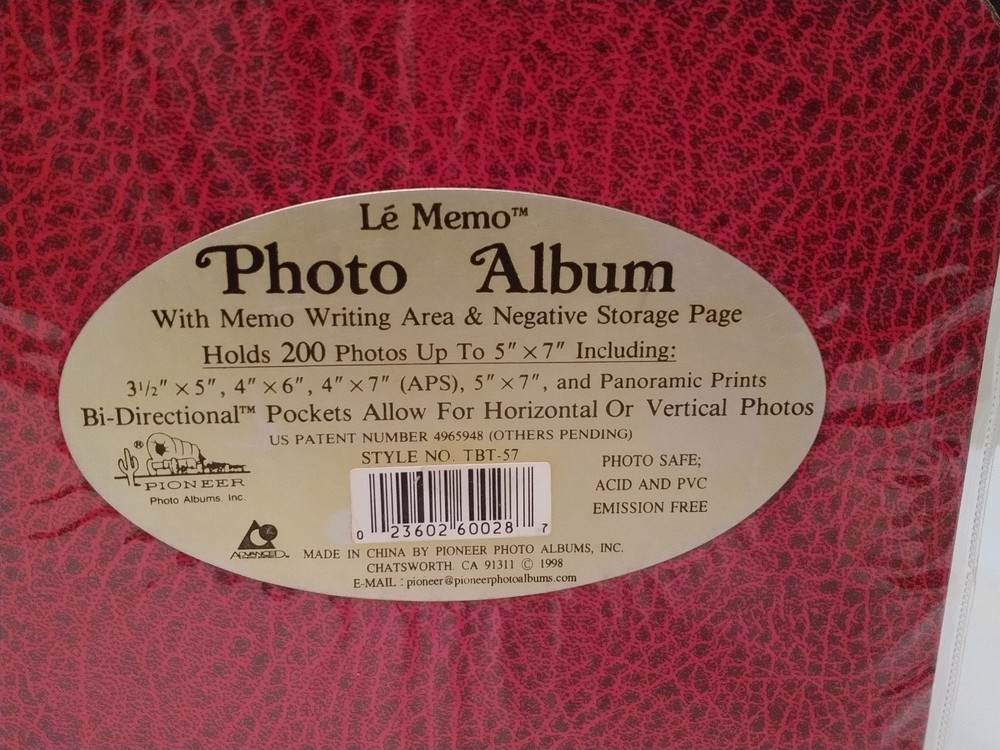 Lé Memo™
Photo Album
With Memo Writing Area & Negative Storage Page
Holds 200 Photos Up To 5" × 7" Including:
3 1/2" × 5", 4" × 6", 4" × 7" (APS), 5" × 7", and Panoramic Prints
Bi-Directional™ Pockets Allow For Horizontal Or Vertical Photos
US PATENT NUMBER 4965948 (OTHERS PENDING)
STYLE NO. TBT-57
®
PIONEER
Photo Albums, Inc.
PHOTO SAFE;
ACID AND PVC
EMISSION FREE
0 23602 60028 7
ADVANCED™
MADE IN CHINA BY PIONEER PHOTO ALBUMS, INC.
CHATSWORTH. CA 91311 © 1998
E-MAIL : pioneer@pioneerphotoalbums.com